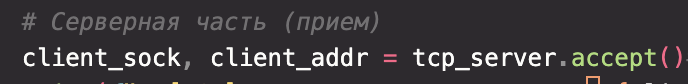 # Серверная часть (прием)
client_sock, client_addr = tcp_server.accept()